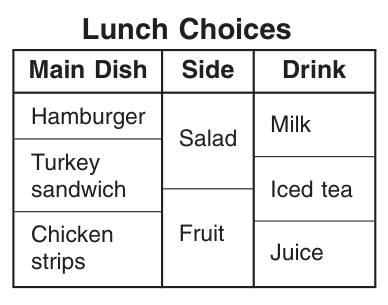 Lunch Choices
Main Dish
Side
Drink
Hamburger
Turkey
sandwich
Chicken
strips
Salad
Fruit
Milk
Iced tea
Juice